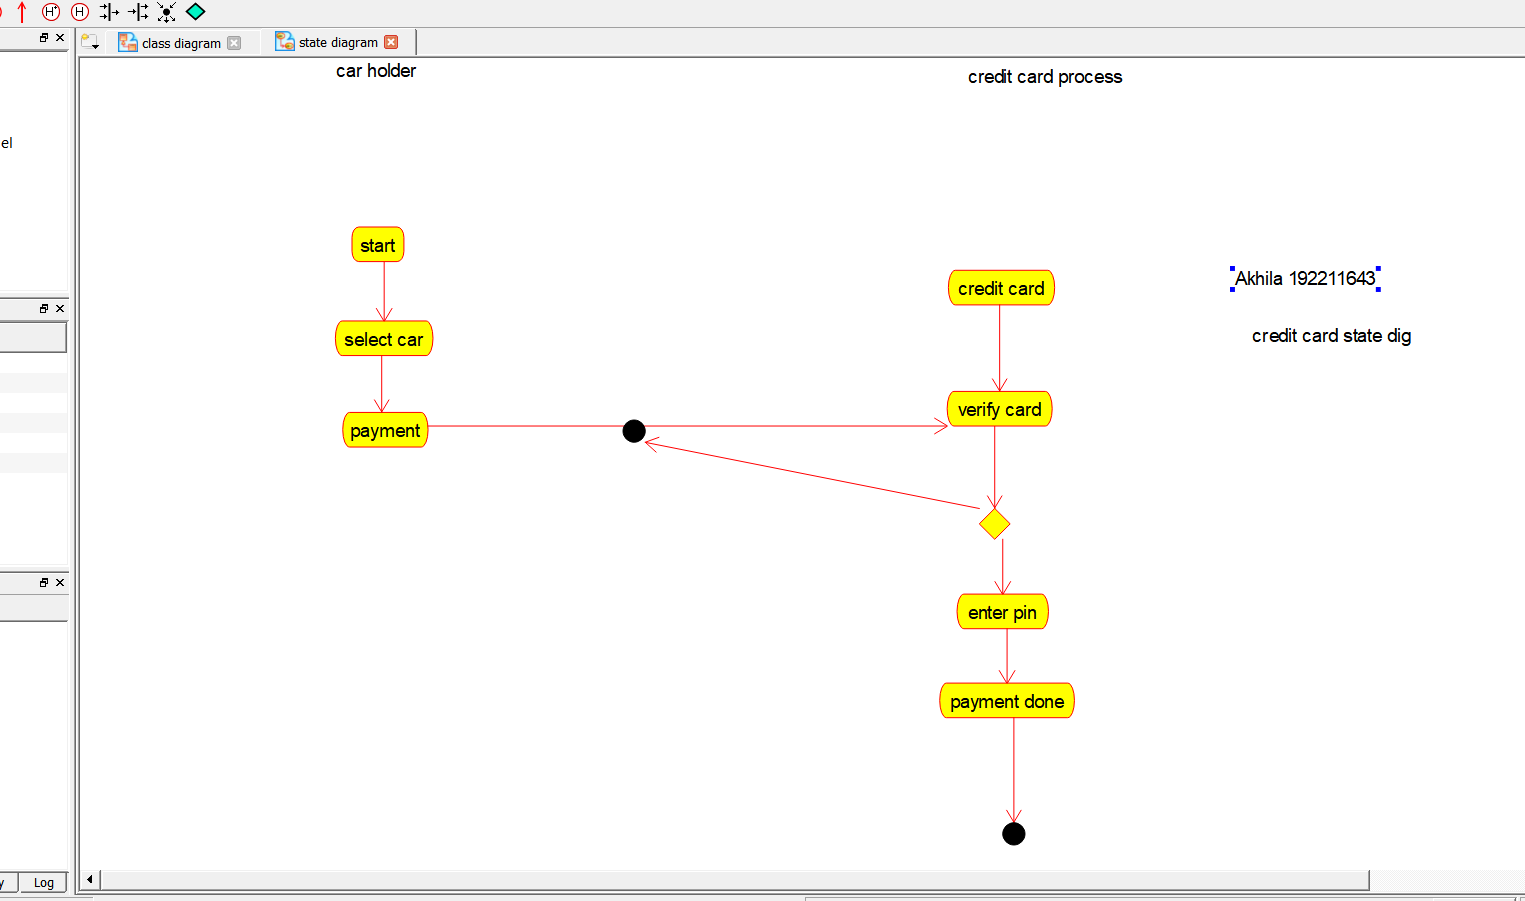 H*
H
class diagram
state diagram
car holder
credit card process
el
start
credit card
Akhila 192211643
select car
credit card state dig
payment
verify card
enter pin
payment done
y
Log